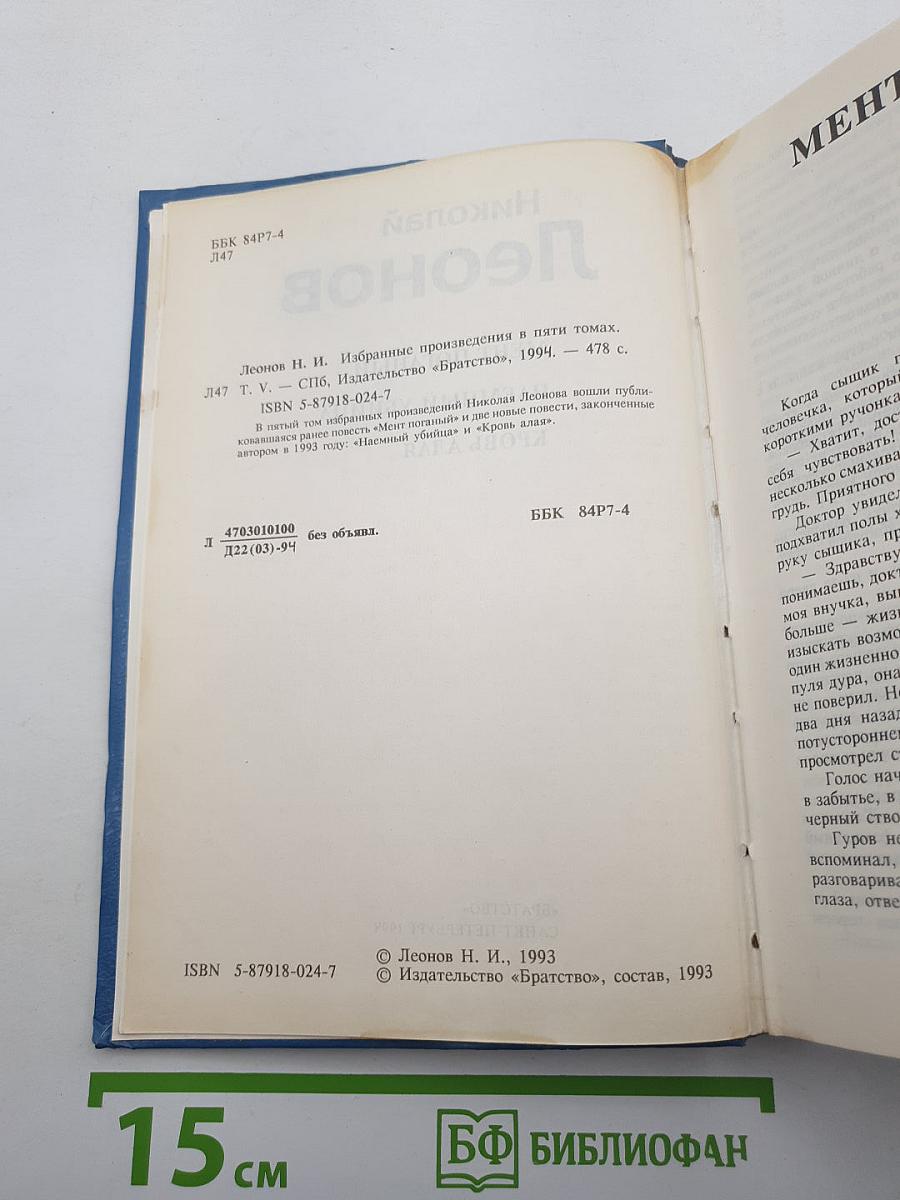 ББК 84Р7-4
Л47
Леонов Н. И. Избранные произведения в пяти томах.
Л47 Т. V. — СПб, Издательство «Братство», 1994. — 478 с.
ISBN 5-87918-024-7
В пятый том избранных произведений Николая Леонова вошли публи-
ковавшаяся ранее повесть «Мент поганый» и две новые повести, законченные
автором в 1993 году: «Наемный убийца» и «Кровь алая».
Л 4703010100 без объявл.
Д22(03)-94
ББК 84Р7-4
ISBN 5-87918-024-7
© Леонов Н. И., 1993
© Издательство «Братство», состав, 1993
МЕНТ
Когда сыщик
человечка, который
короткими ручонка
— Хватит, дос
себя чувствовать!
несколько смахива
грудь. Приятного
Доктор увидел
подхватил полы х
руку сыщика, пр
— Здравству
понимаешь, докт
моя внучка, вы
больше — жизн
изыскать возмо
один жизненно
пуля дура, она
не поверил. Не
два дня назад
потустороннем
просмотрел с
Голос нач
в забытье, в
черный ство
Гуров не
вспоминал,
разговарива
глаза, отве
15 см
БФ БИБЛИОФАН